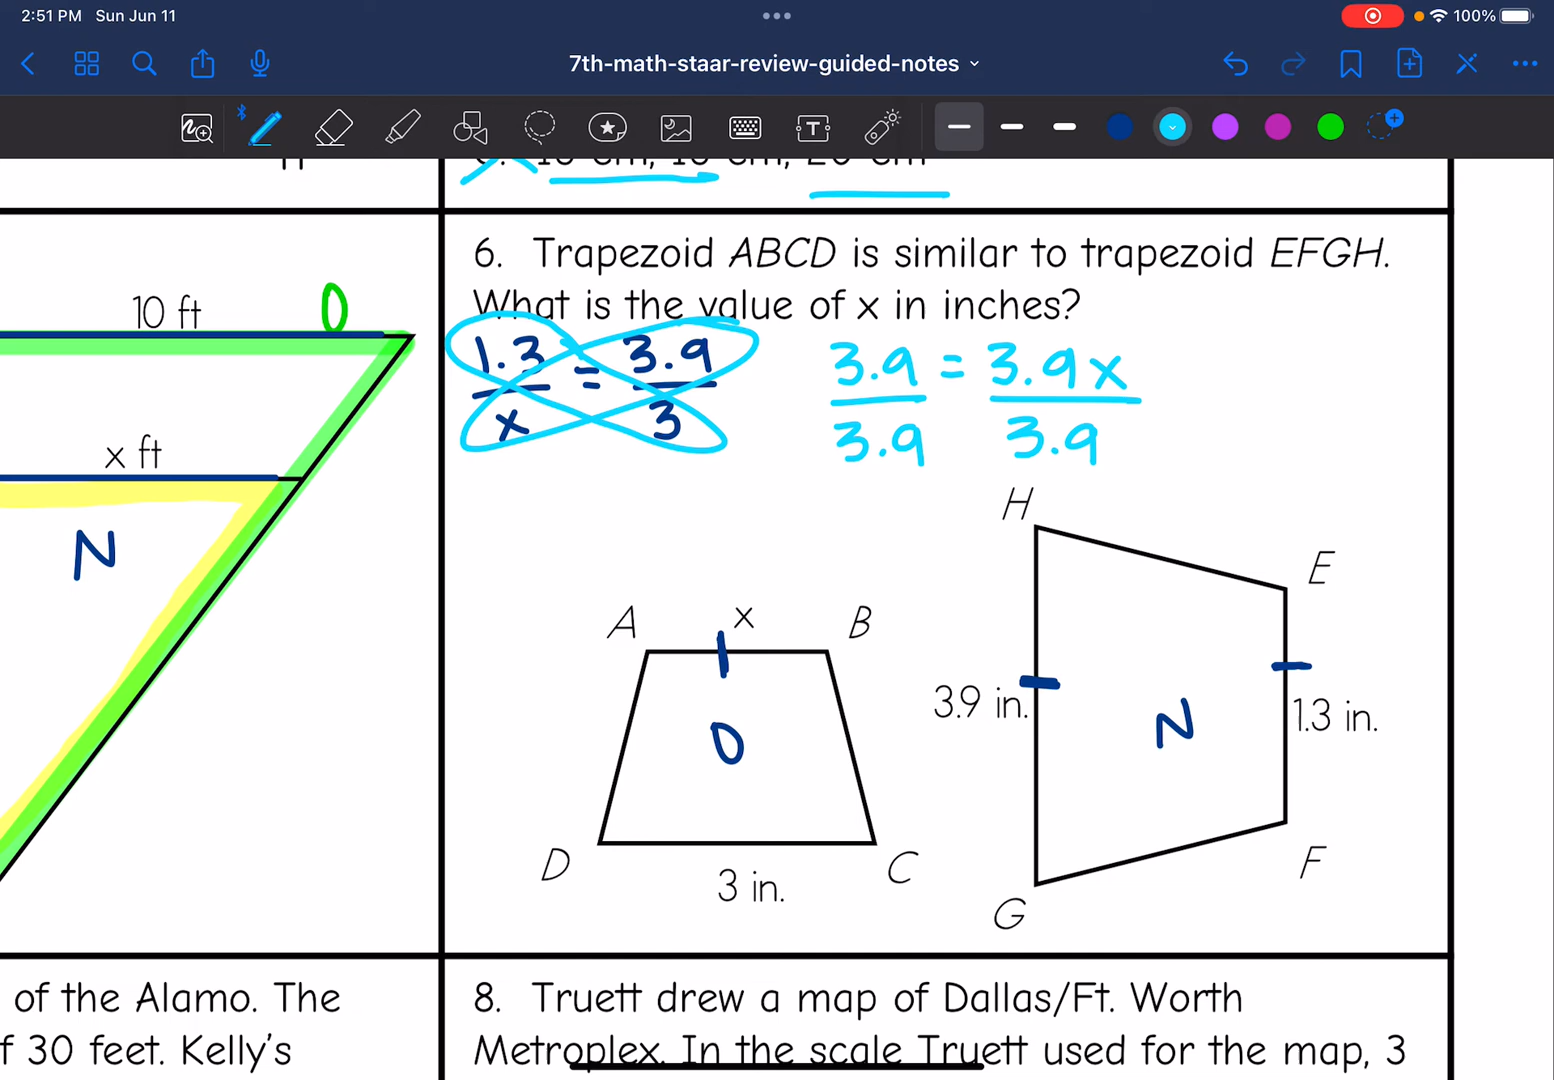 2:51 PM Sun Jun 11
100%
7th-math-staar-review-guided-notes
T
cm, cm, 20 cm
10 ft
O
x ft
N
of the Alamo. The
f 30 feet. Kelly's
6. Trapezoid ABCD is similar to trapezoid EFGH.
What is the value of x in inches?
1.3 = 3.9
x 3
3.9 = 3.9x
3.9 3.9
H
E
A x B
3.9 in.
O
N
1.3 in.
D
C
3 in.
F
G
8. Truett drew a map of Dallas/Ft. Worth
Metroplex. In the scale Truett used for the map, 3